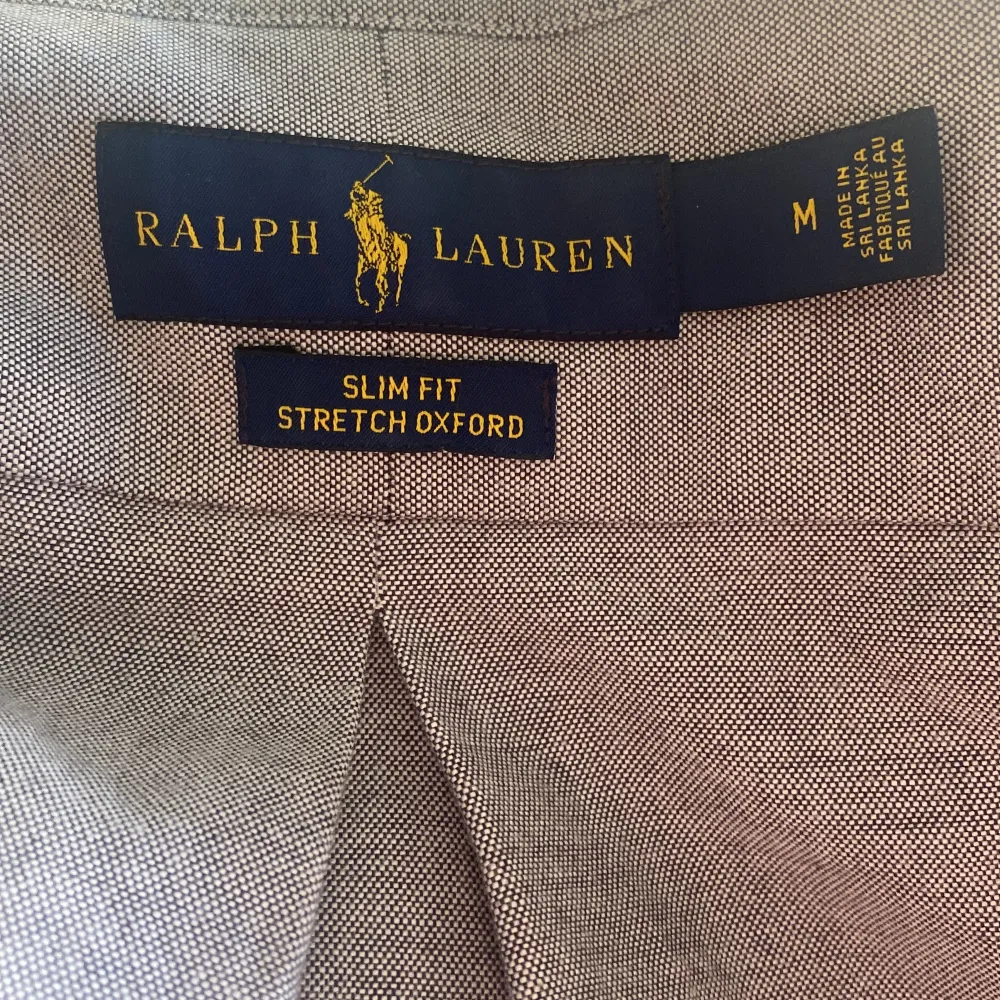 RALPH LAUREN
M
MADE IN
SRI LANKA
FABRIQUÉ AU
SRI LANKA
SLIM FIT
STRETCH OXFORD